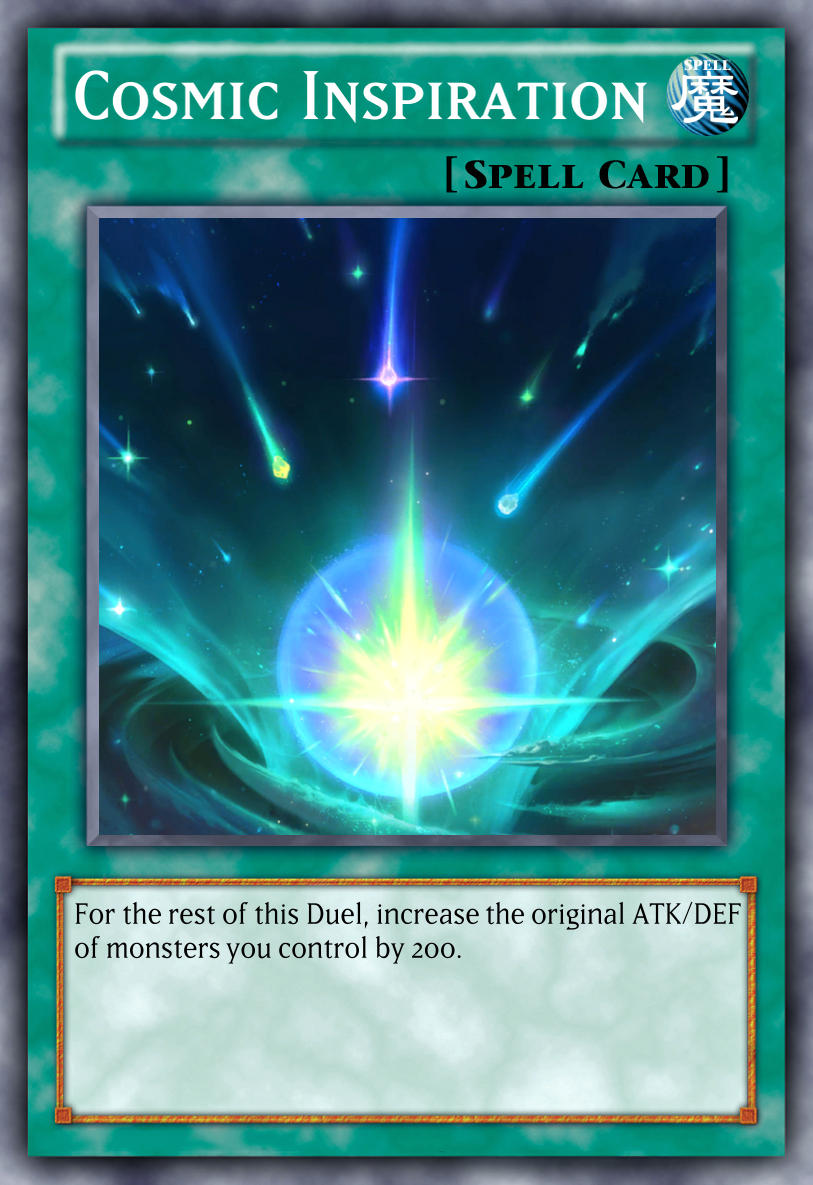 Cosmic Inspiration
SPELL
魔
[Spell Card]
For the rest of this Duel, increase the original ATK/DEF
of monsters you control by 200.